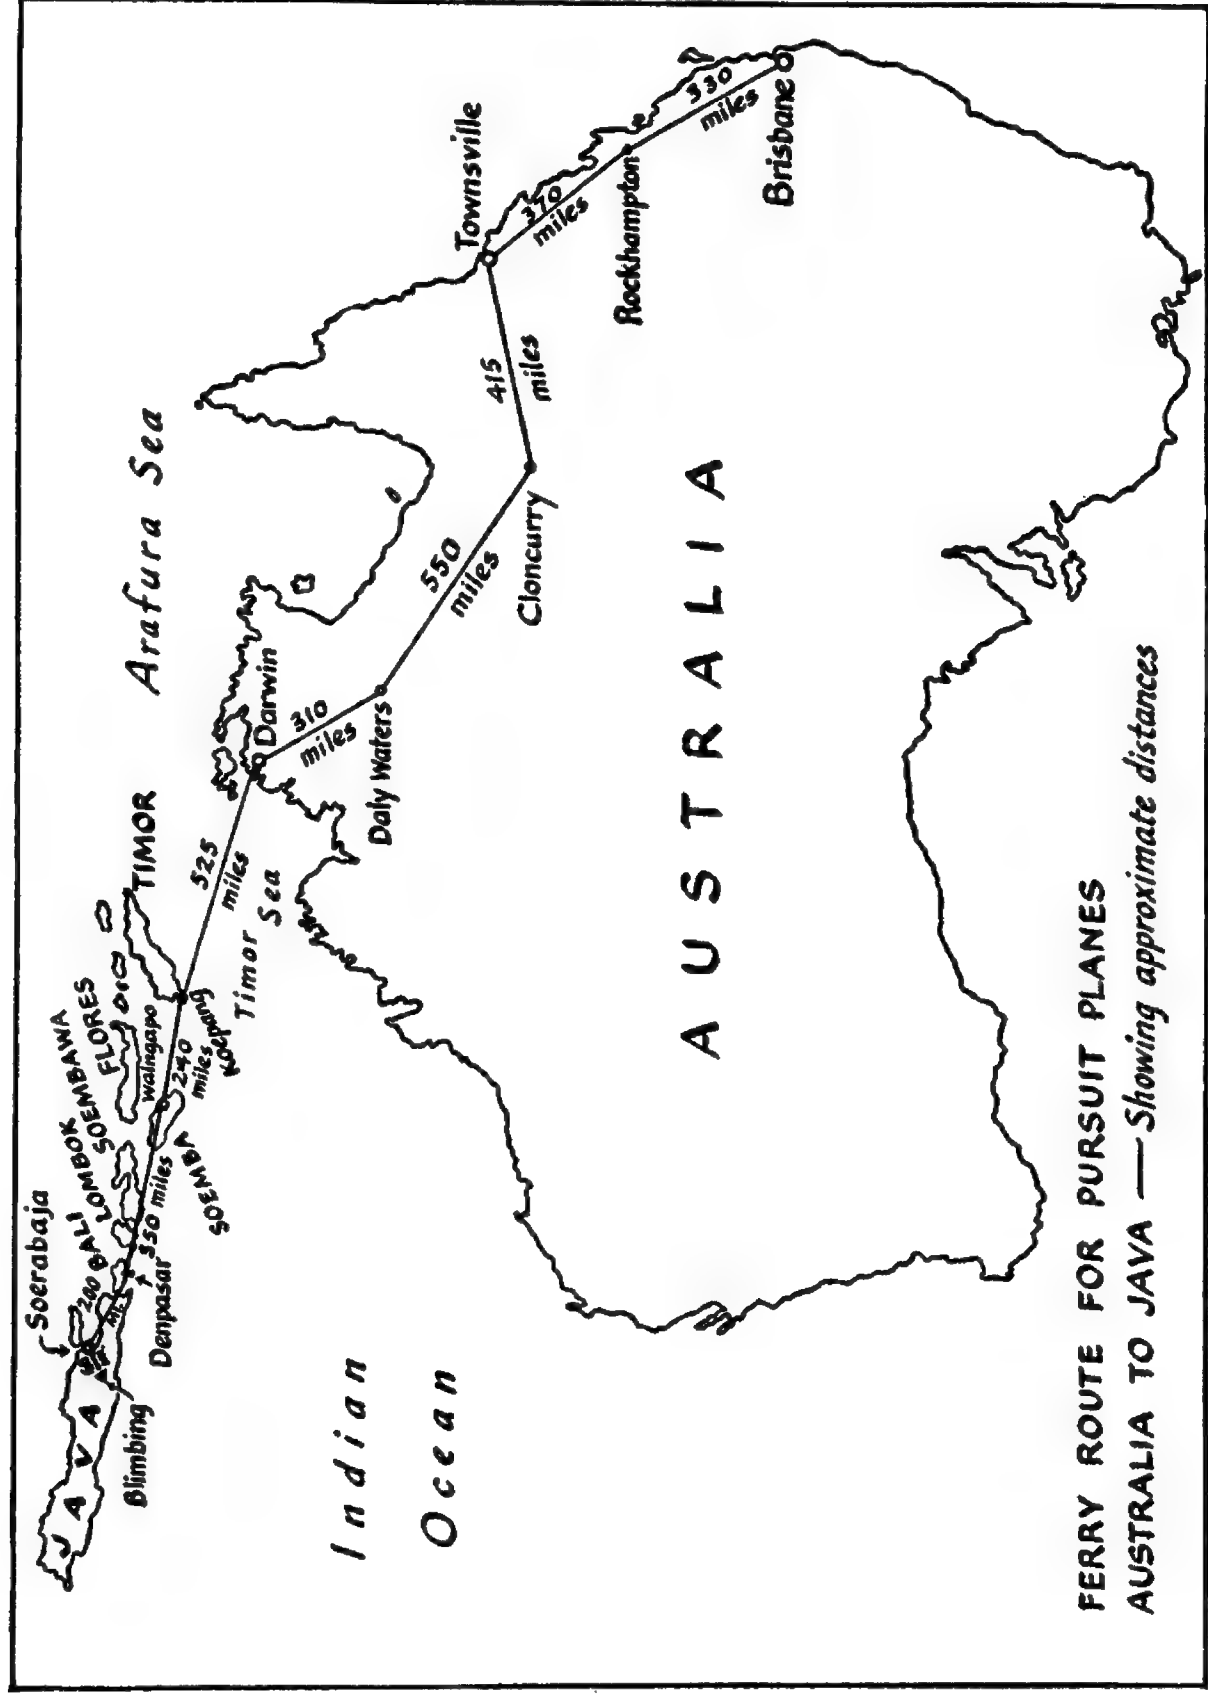 Soerabaja
JAVA
200
mi.
BALI
LOMBOK
SOEMBAWA
FLORES
TIMOR
Blimbing
Denpasar
350 miles
SOEMBA
Waingapo
240
miles
Koepang
525
miles
Timor Sea
Arafura Sea
Darwin
310
miles
Daly Waters
550
miles
Cloncurry
415
miles
Townsville
370
miles
Rockhampton
330
miles
Brisbane
AUSTRALIA
Indian
Ocean
FERRY ROUTE FOR PURSUIT PLANES
AUSTRALIA TO JAVA — Showing approximate distances